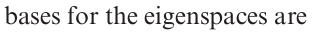 bases for the eigenspaces are